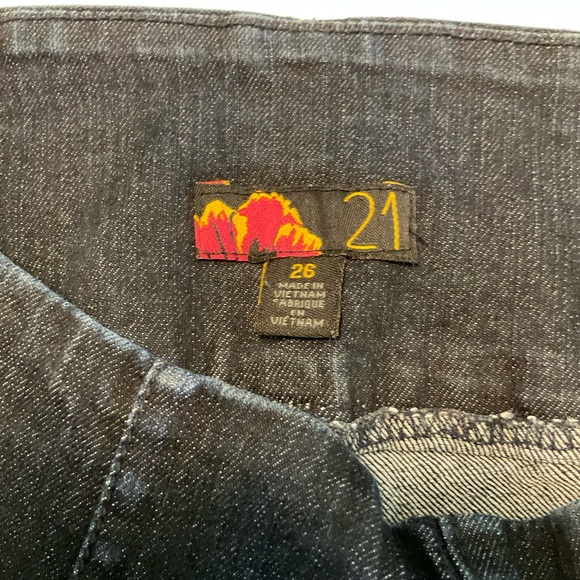 21
26
MADE IN
VIETNAM
FABRIQUE
EN
VIETNAM